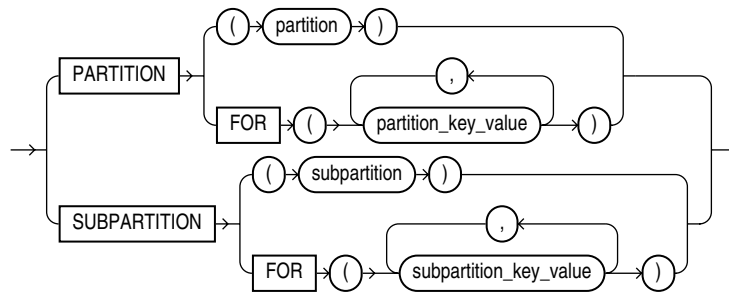 ( partition )
PARTITION
,
FOR ( partition_key_value )
( subpartition )
SUBPARTITION
,
FOR ( subpartition_key_value )